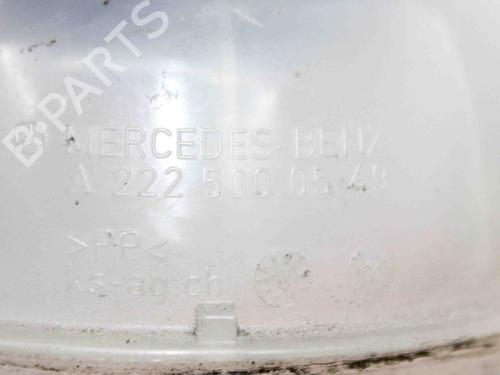 B PARTS
MERCEDES-BENZ
A 222 500 05 49
>PP<
ks-ag.ch